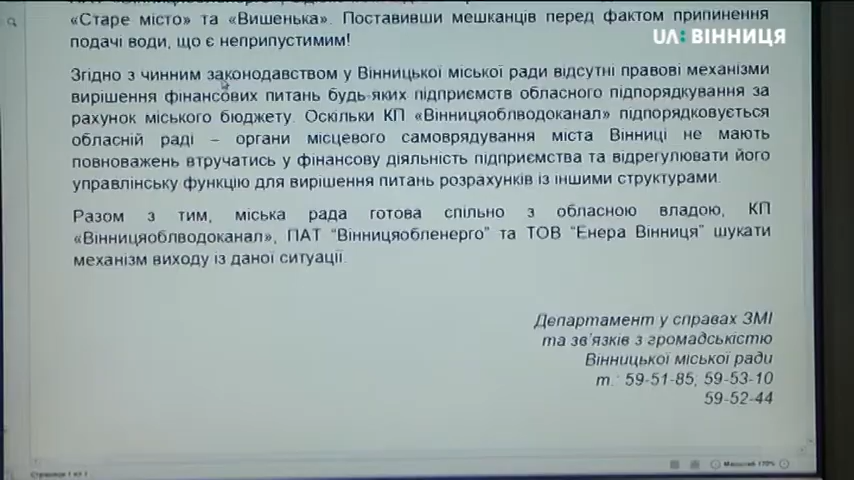 «Старе місто» та «Вишенька». Поставивши мешканців перед фактом припинення
подачі води, що є неприпустимим!
UA: ВІННИЦЯ
Згідно з чинним законодавством у Вінницької міської ради відсутні правові механізми
вирішення фінансових питань будь-яких підприємств обласного підпорядкування за
рахунок міського бюджету. Оскільки КП «Вінницяоблводоканал» підпорядковується
обласній раді – органи місцевого самоврядування міста Вінниці не мають
повноважень втручатись у фінансову діяльність підприємства та відрегулювати його
управлінську функцію для вирішення питань розрахунків із іншими структурами.
Разом з тим, міська рада готова спільно з обласною владою, КП
«Вінницяоблводоканал», ПАТ “Вінницяобленерго” та ТОВ “Енера Вінниця” шукати
механізм виходу із даної ситуації.
Департамент у справах ЗМІ
та зв’язків з громадськістю
Вінницької міської ради
т.: 59-51-85; 59-53-10
59-52-44
Масштаб 170%